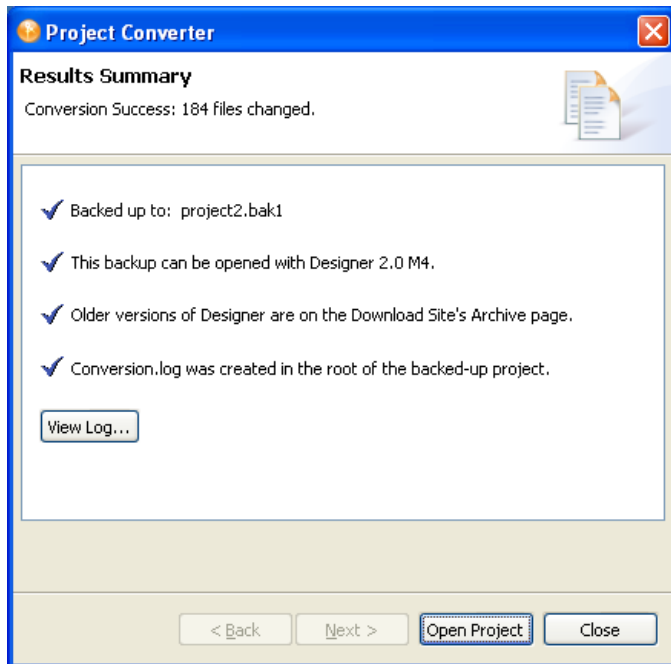 Project Converter
Results Summary
Conversion Success: 184 files changed.
Backed up to:  project2.bak1
This backup can be opened with Designer 2.0 M4.
Older versions of Designer are on the Download Site's Archive page.
Conversion.log was created in the root of the backed-up project.
View Log...
< Back
Next >
Open Project
Close